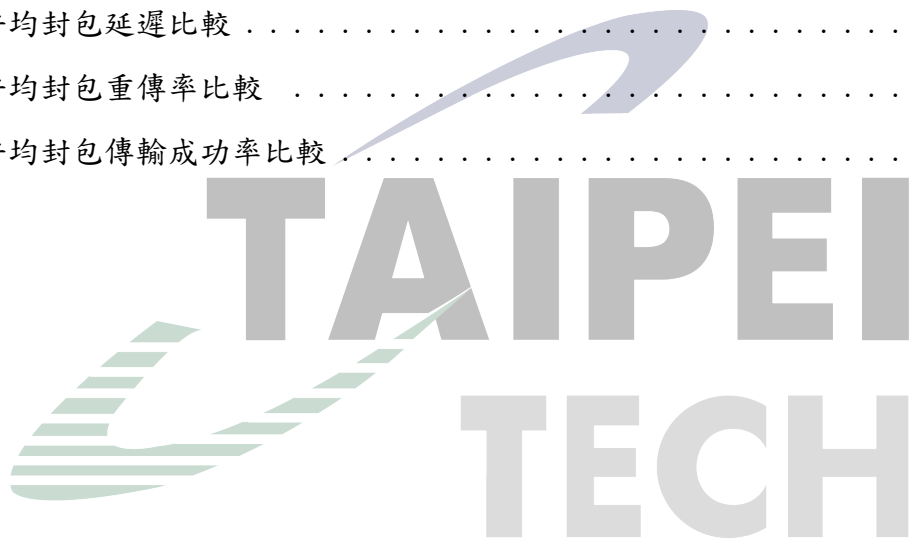 均封包延遲比較 . . . . . . . . . . . . . . . . . . . . . . . . . . . . .
均封包重傳率比較 . . . . . . . . . . . . . . . . . . . . . . . . . . .
均封包傳輸成功率比較 . . . . . . . . . . . . . . . . . . . . . . . . .
TAIPEI
TECH